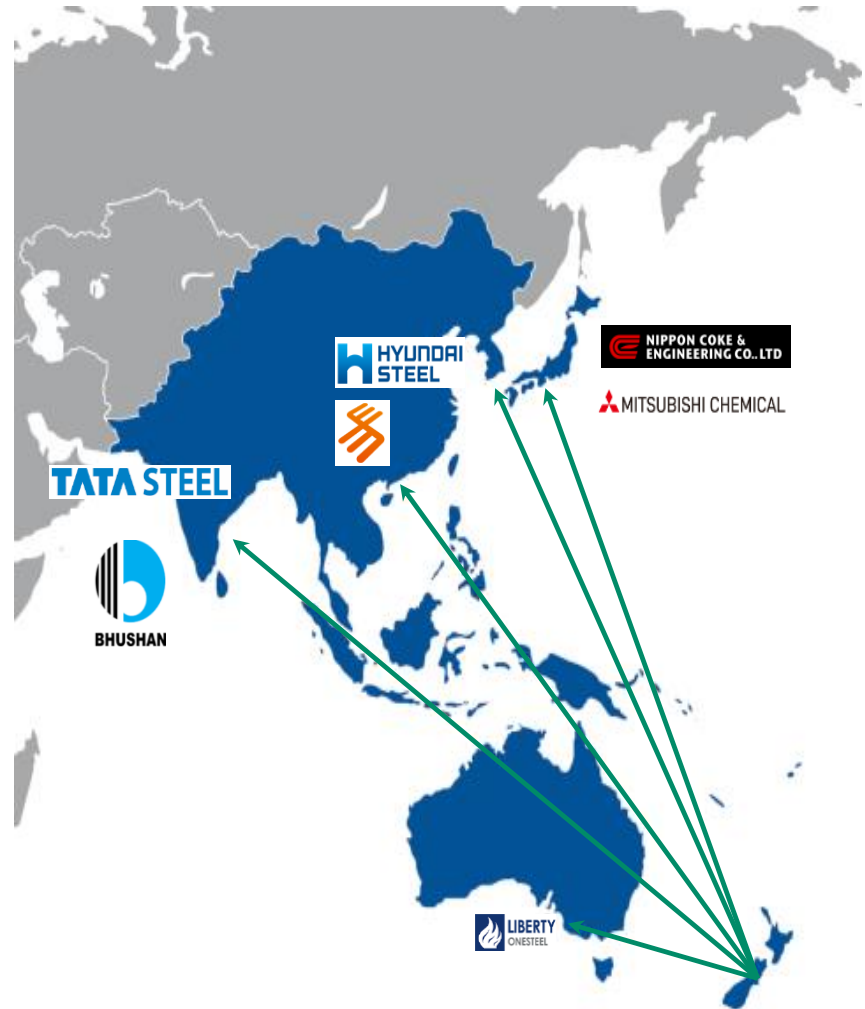 HYUNDAI
STEEL
NIPPON COKE &
ENGINEERING CO.. LTD
MITSUBISHI CHEMICAL
TATA STEEL
BHUSHAN
LIBERTY
ONESTEEL